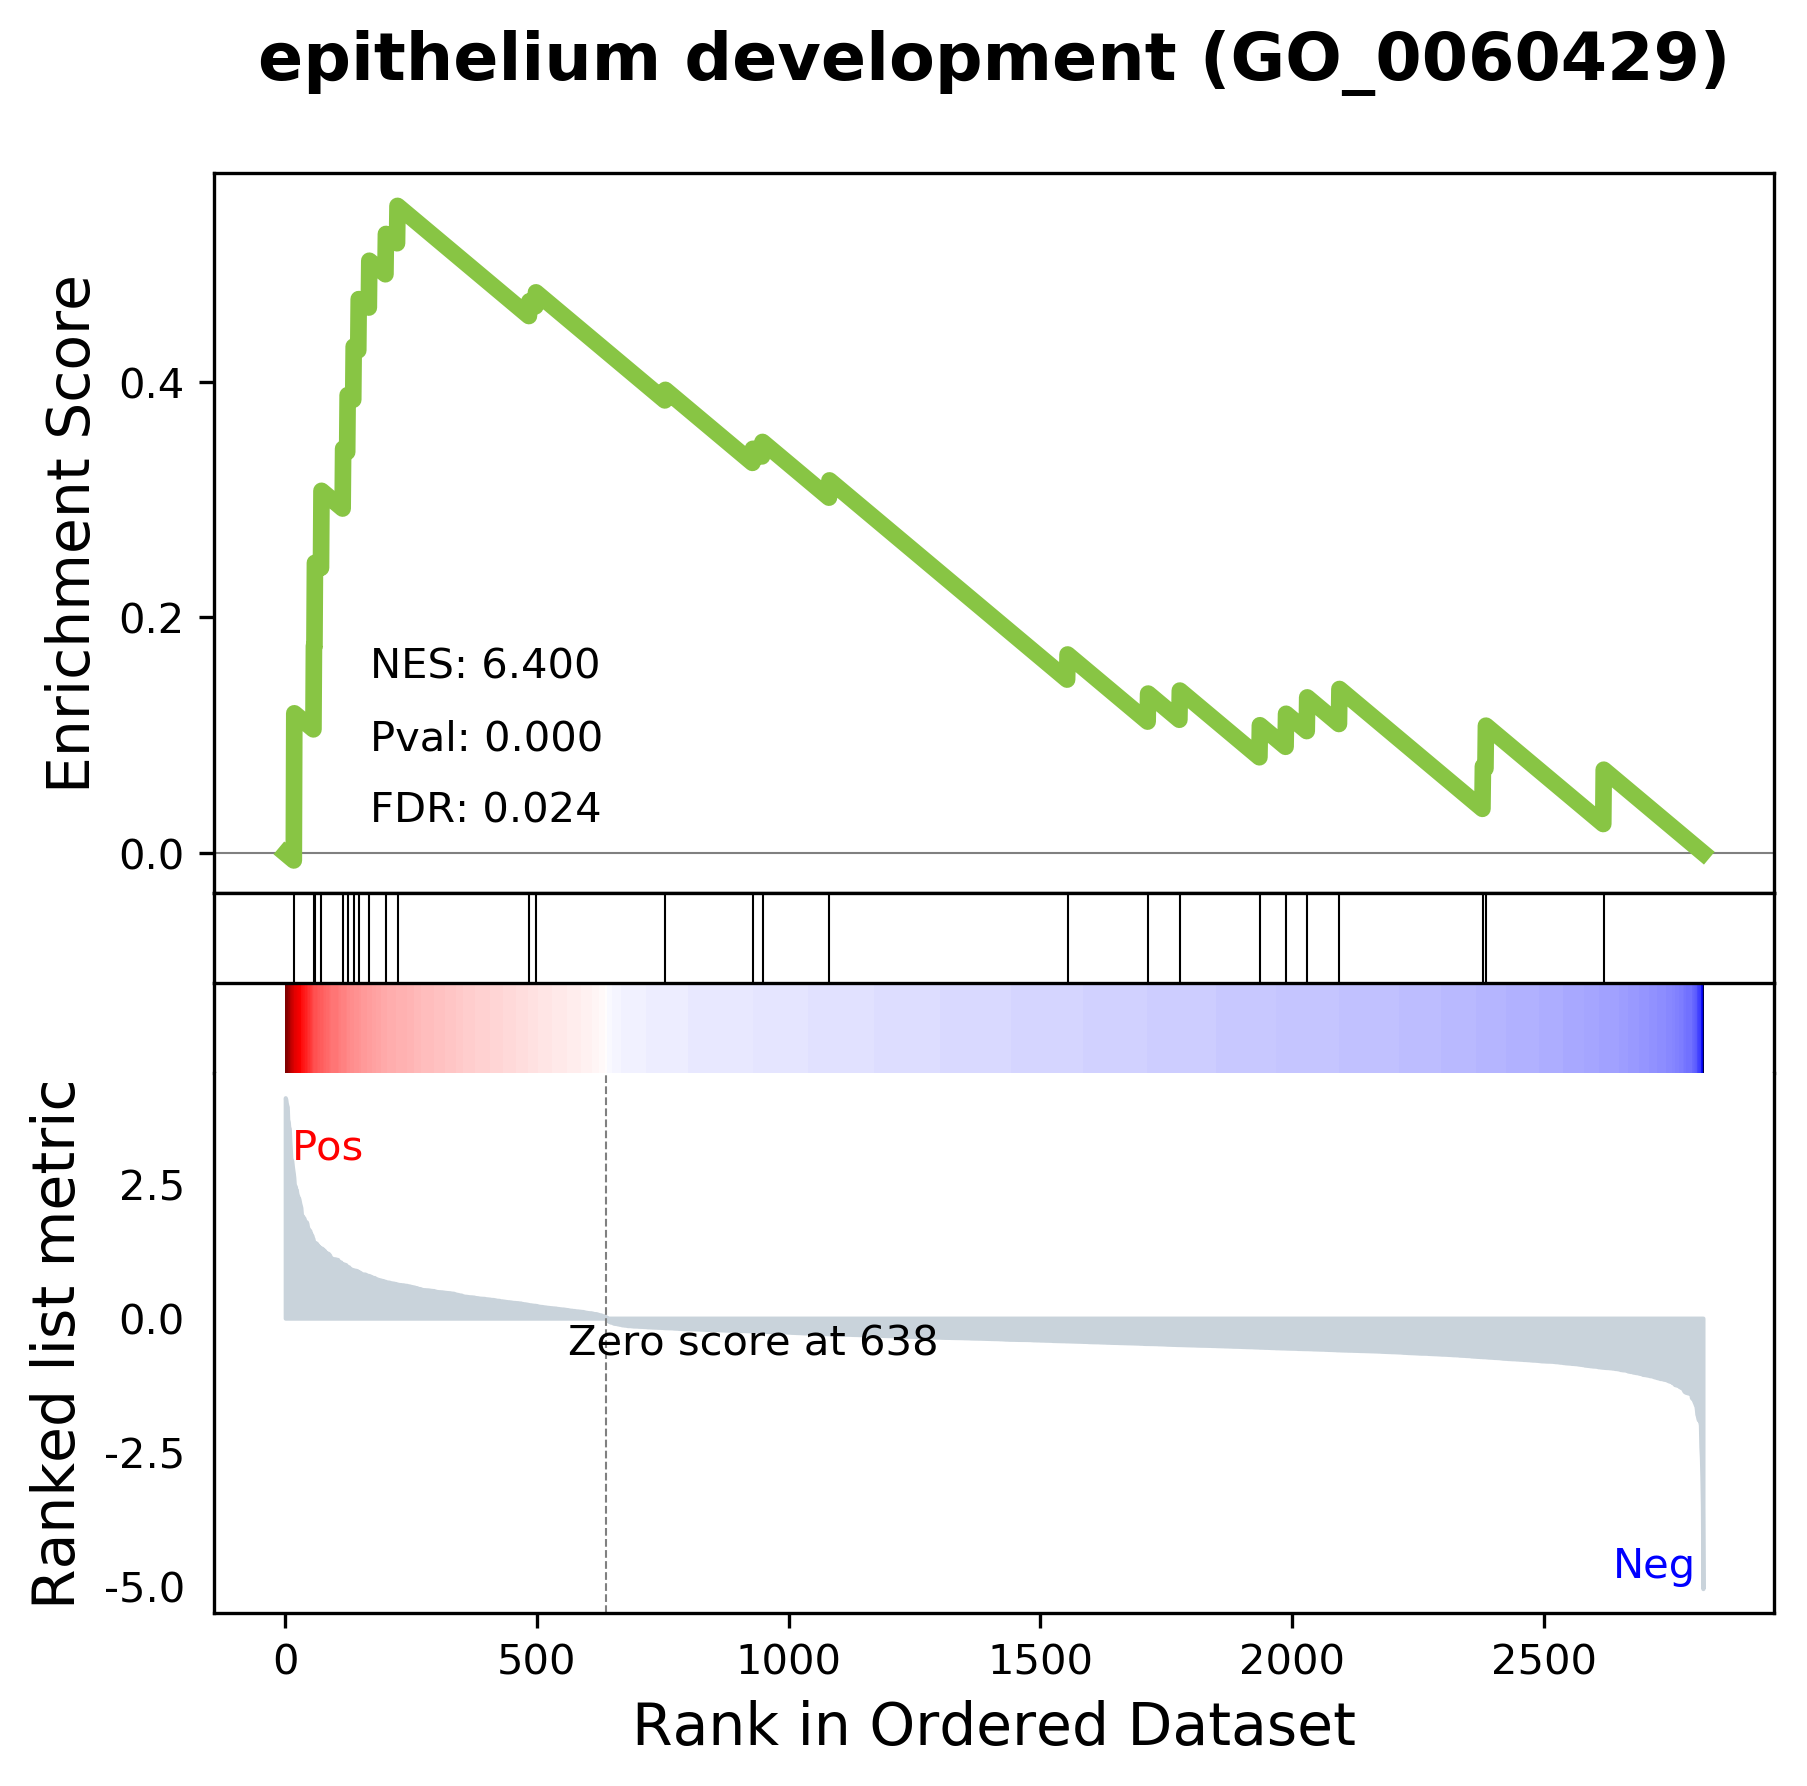 epithelium development (GO_0060429)
Enrichment Score
0.4
0.2
0.0
NES: 6.400
Pval: 0.000
FDR: 0.024
Ranked list metric
2.5
0.0
-2.5
-5.0
Pos
Zero score at 638
Neg
0 500 1000 1500 2000 2500
Rank in Ordered Dataset